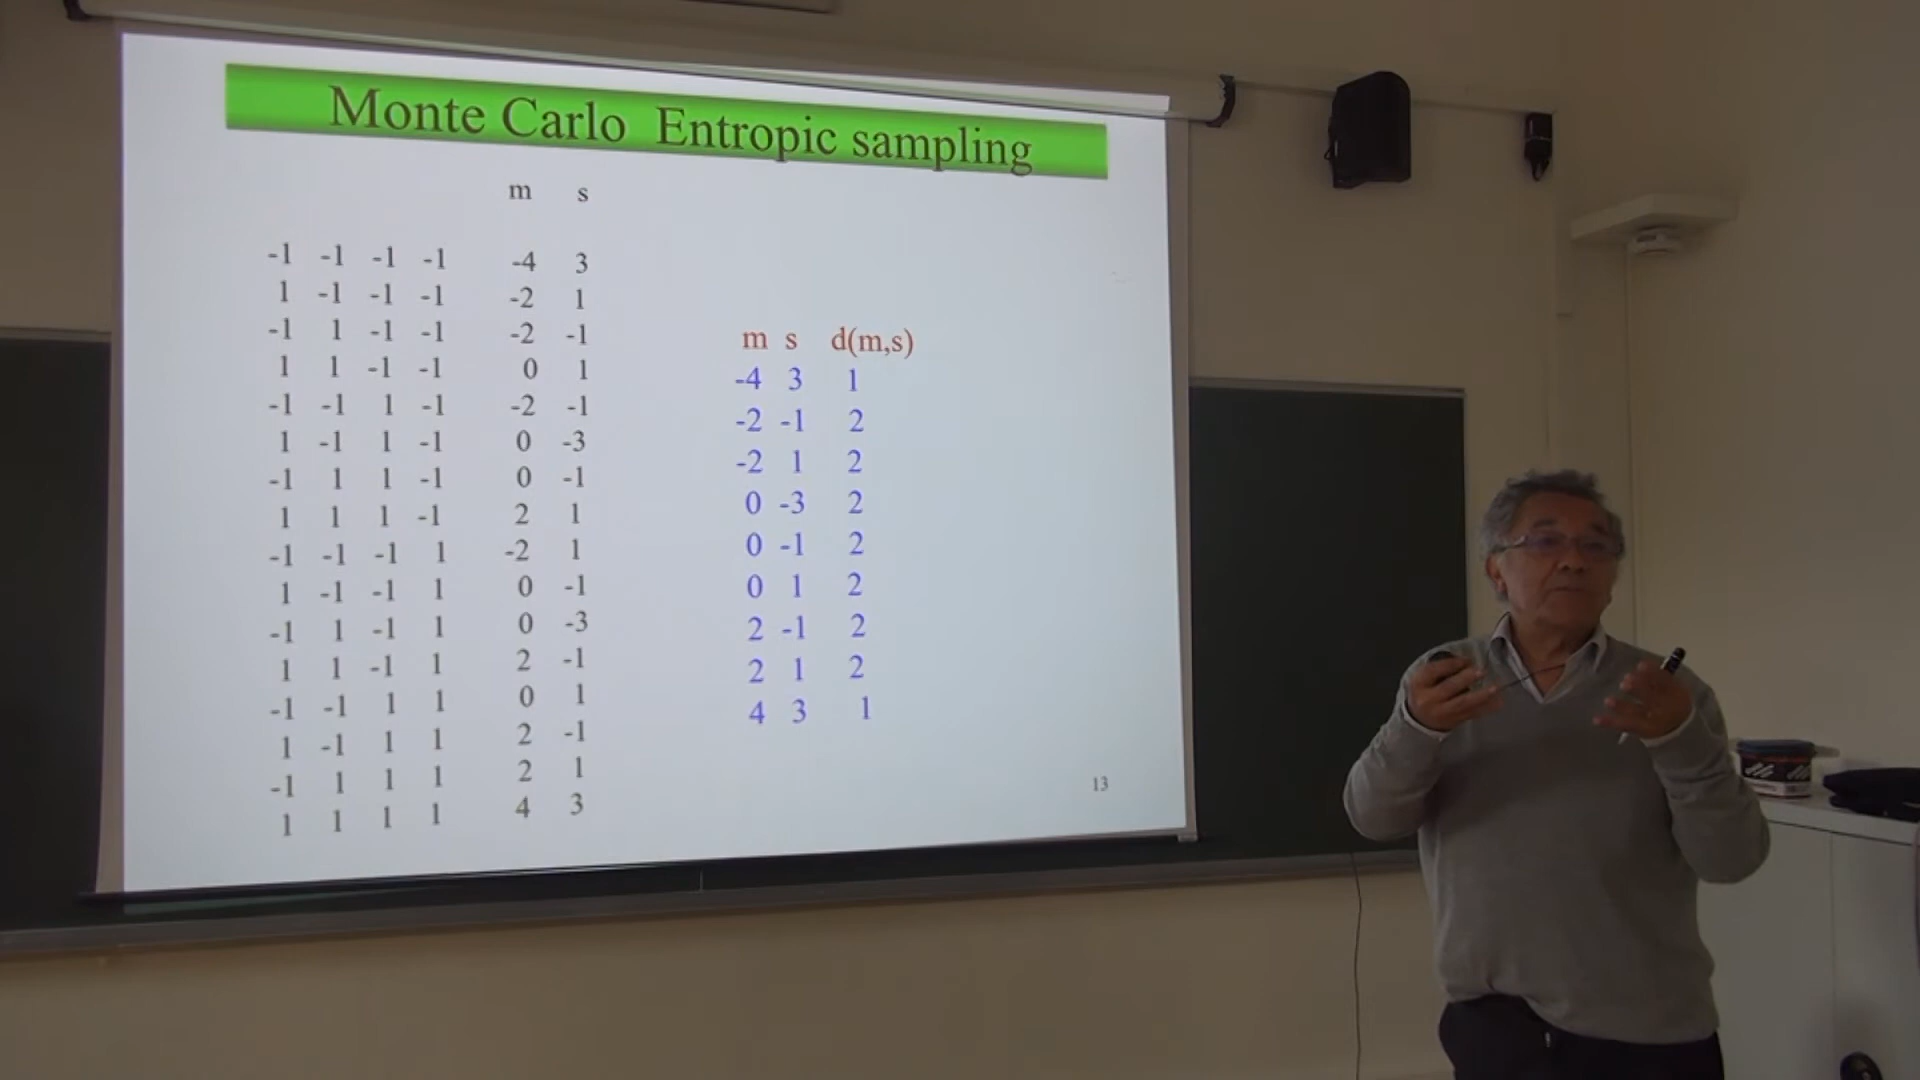 Monte Carlo Entropic sampling
m s
-1 -1 -1 -1 -4 3
1 -1 -1 -1 -2 1
-1 1 -1 -1 -2 -1
1 1 -1 -1 0 1
-1 -1 1 -1 -2 -1
1 -1 1 -1 0 -3
-1 1 1 -1 0 -1
1 1 1 -1 2 1
-1 -1 -1 1 -2 1
1 -1 -1 1 0 -1
-1 1 -1 1 0 -3
1 1 -1 1 2 -1
-1 -1 1 1 0 1
1 -1 1 1 2 -1
-1 1 1 1 2 1
1 1 1 1 4 3
m s d(m,s)
-4 3 1
-2 -1 2
-2 1 2
0 -3 2
0 -1 2
0 1 2
2 -1 2
2 1 2
4 3 1
13